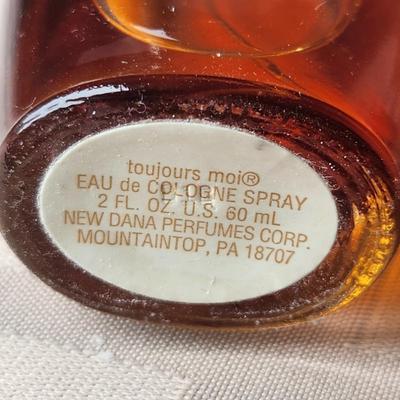 toujours moi®
EAU de COLOGNE SPRAY
2 FL. OZ. U.S. 60 mL
NEW DANA PERFUMES CORP.
MOUNTAINTOP, PA 18707